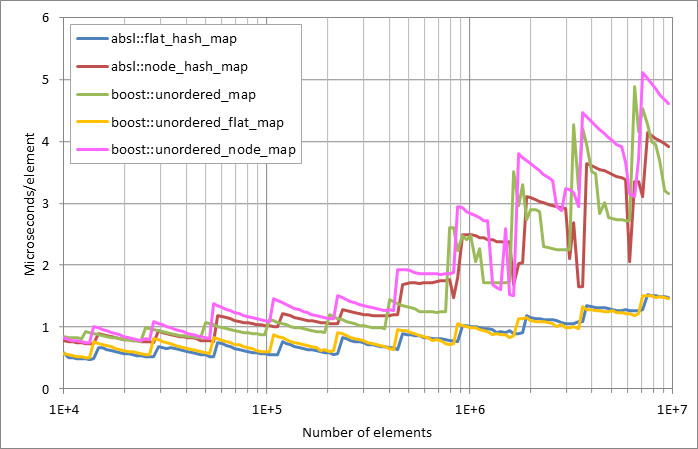 6
5
4
3
2
1
0
Microseconds/element
absl::flat_hash_map
absl::node_hash_map
boost::unordered_map
boost::unordered_flat_map
boost::unordered_node_map
1E+4
1E+5
1E+6
1E+7
Number of elements